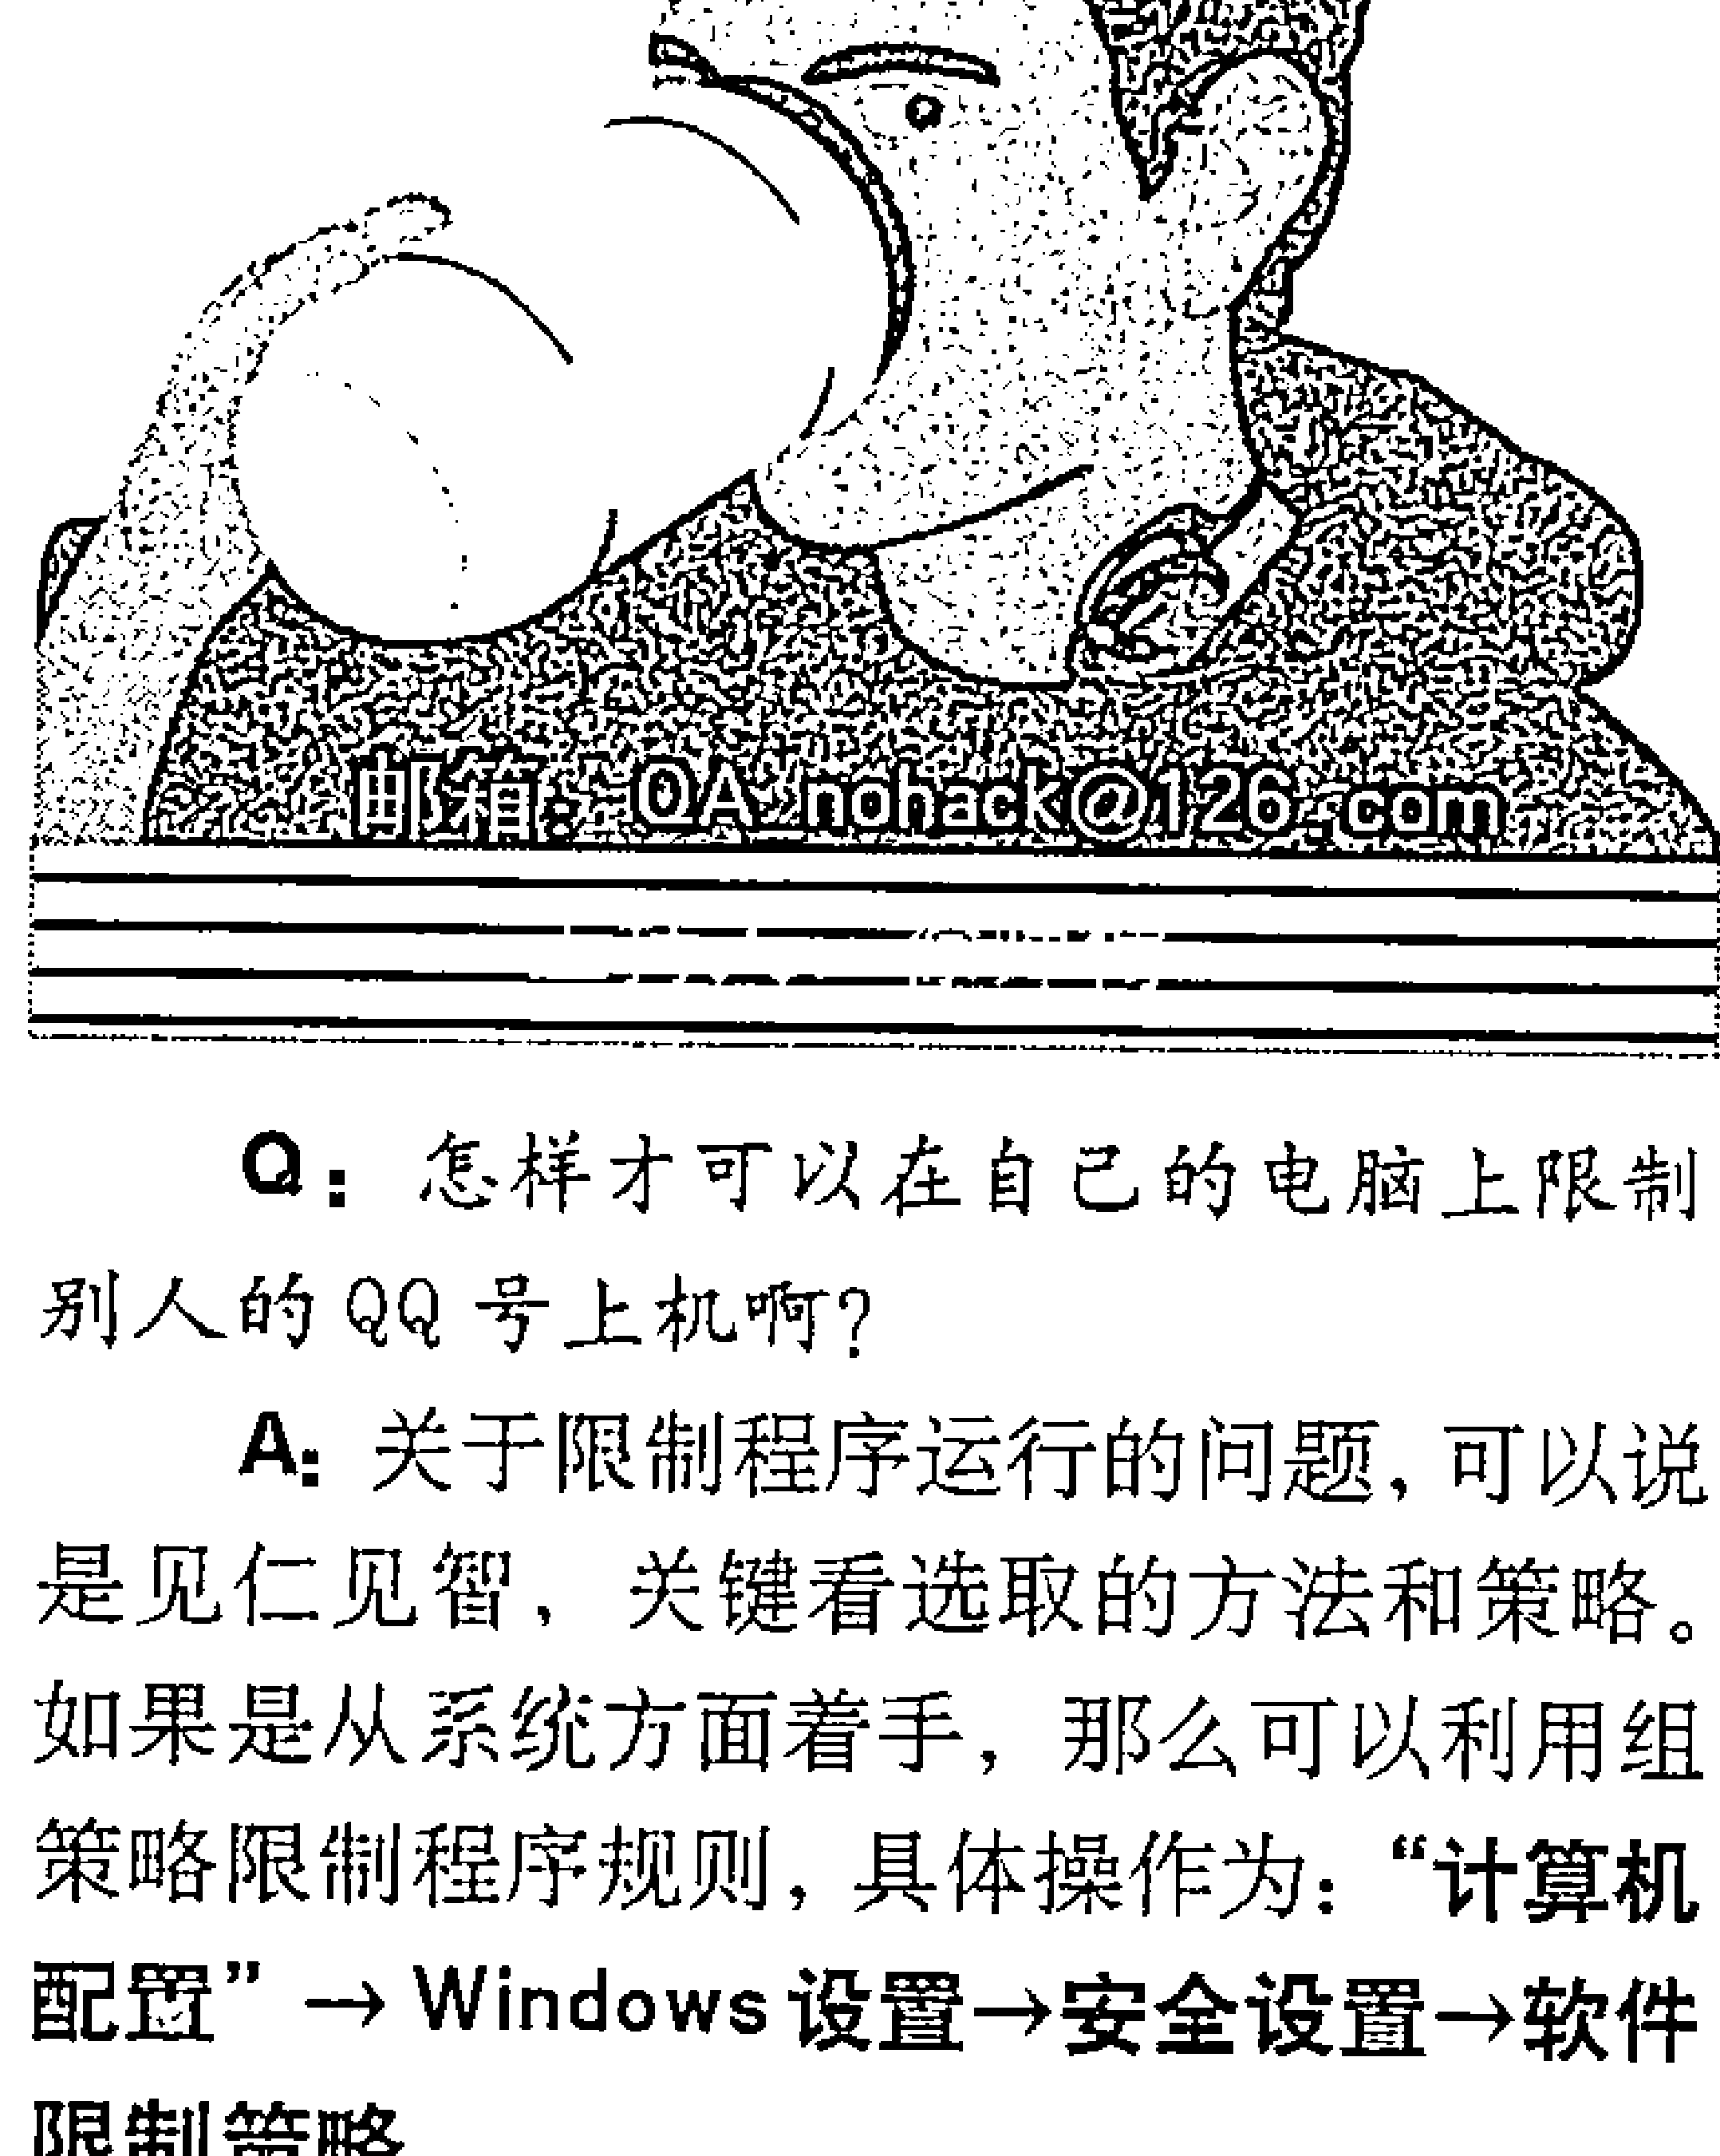 邮箱：QA_nohack@126.com
Q：怎样才可以在自己的电脑上限制
别人的QQ号上机啊？
A：关于限制程序运行的问题，可以说
是见仁见智，关键看选取的方法和策略。
如果是从系统方面着手，那么可以利用组
策略限制程序规则，具体操作为：“计算机
配置”→Windows设置→安全设置→软件
限制策略